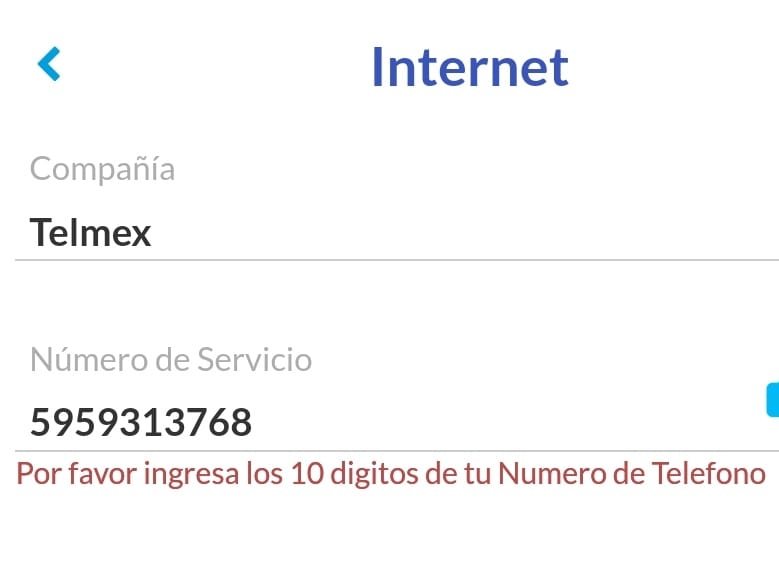 Internet
Compañía
Telmex
Número de Servicio
5959313768
Por favor ingresa los 10 digitos de tu Numero de Telefono